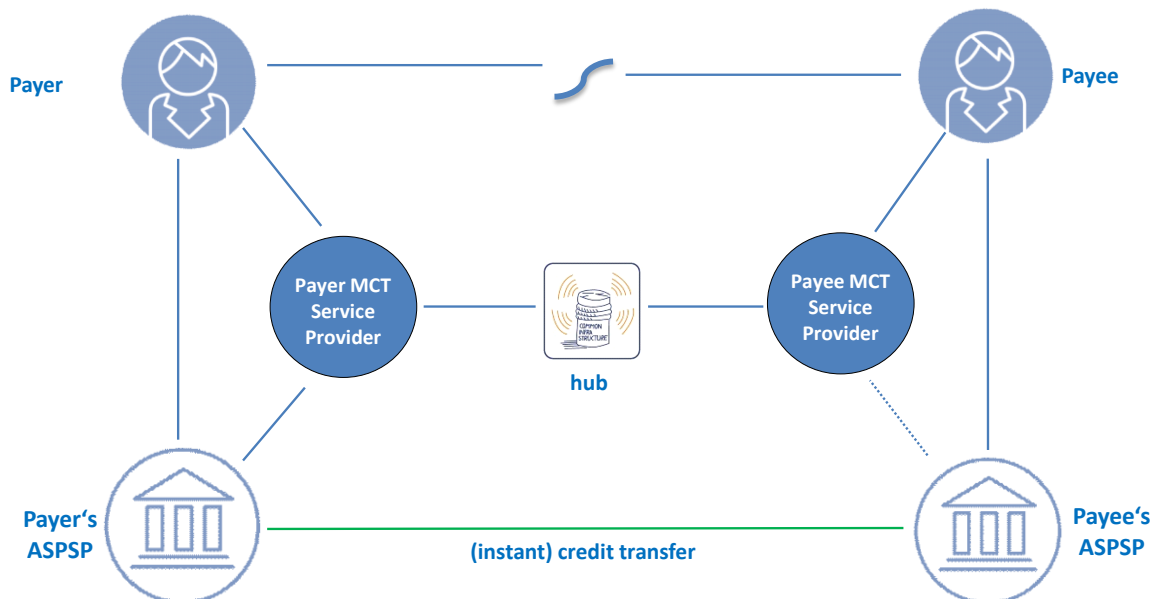 Payer
Payee
Payer MCT
Service
Provider
COMMON
INFRA
STRUCTURE
Payee MCT
Service
Provider
hub
Payer‘s
ASPSP
(instant) credit transfer
Payee‘s
ASPSP